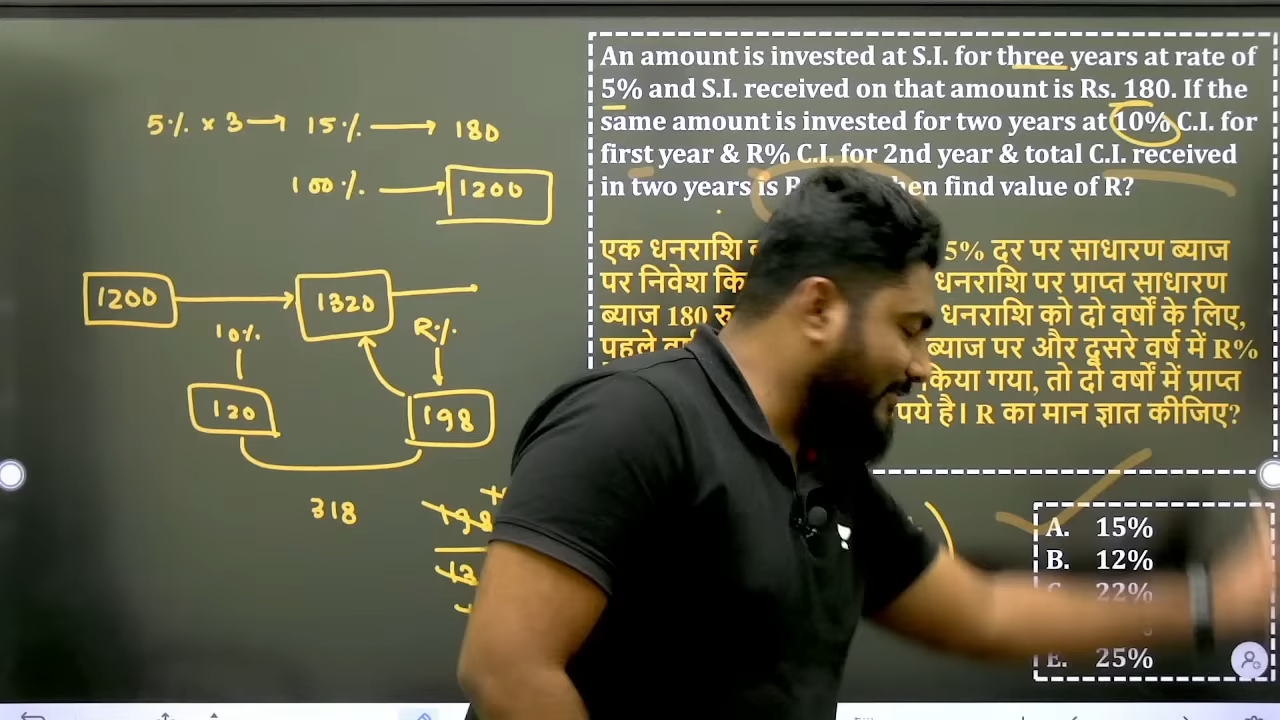 An amount is invested at S.I. for three years at rate of
5% and S.I. received on that amount is Rs. 180. If the
same amount is invested for two years at 10% C.I. for
first year & R% C.I. for 2nd year & total C.I. received
in two years is then find value of R?
एक धनराशि 5% दर पर साधारण ब्याज
पर निवेश धनराशि पर प्राप्त साधारण
ब्याज 180 धनराशि को दो वर्षों के लिए,
पहले ब्याज पर और दूसरे वर्ष में R%
किया गया, तो दो वर्षों में प्राप्त
है। R का मान ज्ञात कीजिए?
A. 15%
B. 12%
22%
E. 25%
5% × 3 → 15% → 180
100% → 1200
1200 → 1320
10% R%
120 198
318